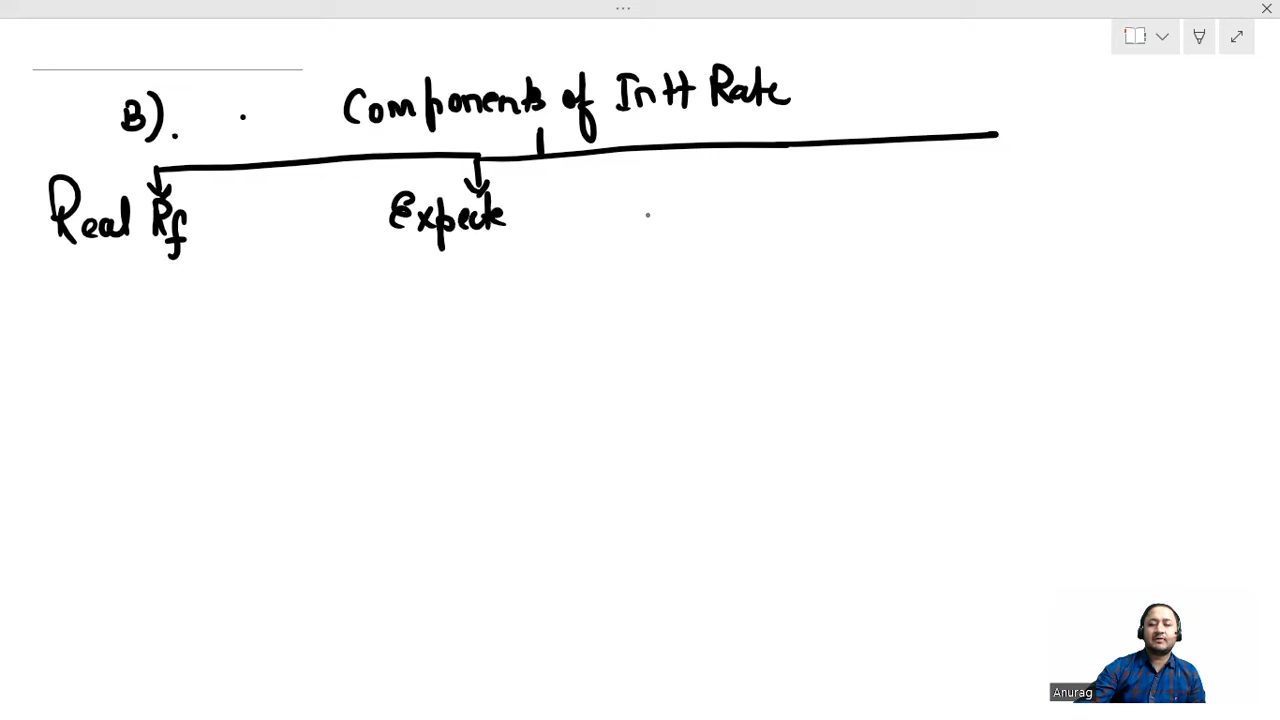 B). Components of Intt Rate
Real Rf Expecte
Anurag